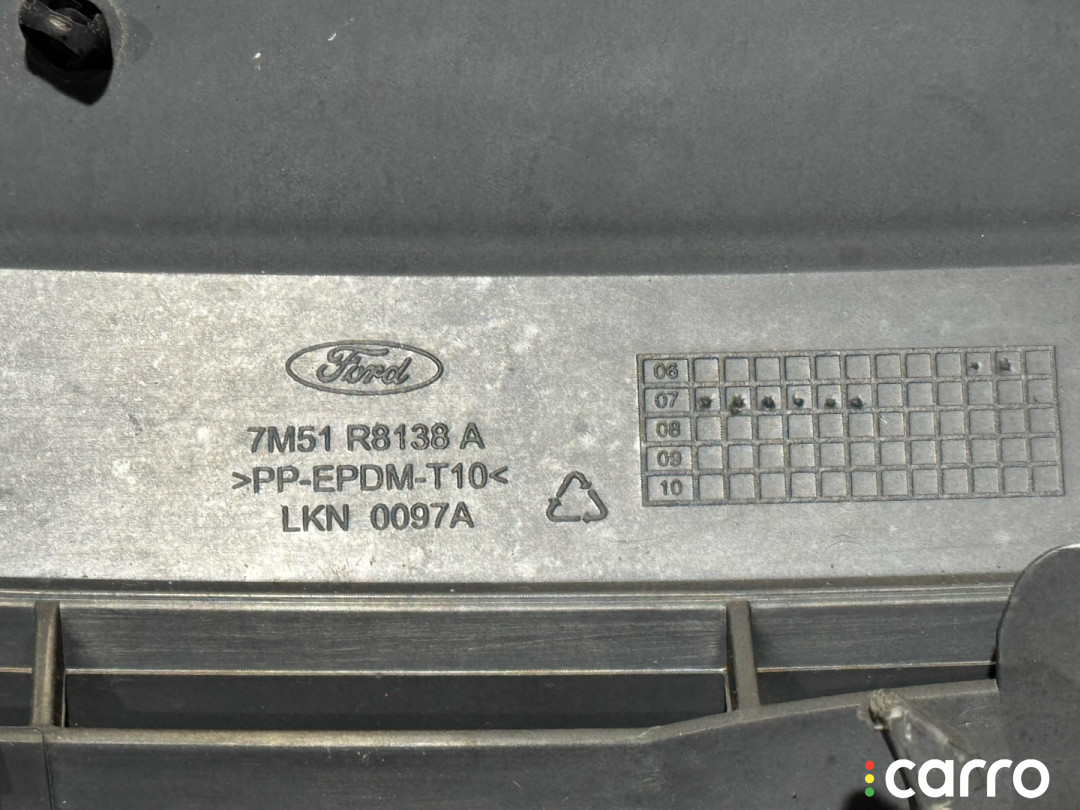 Ford
7M51 R8138 A
>PP-EPDM-T10<
LKN 0097A
06
07
08
09
10
carro